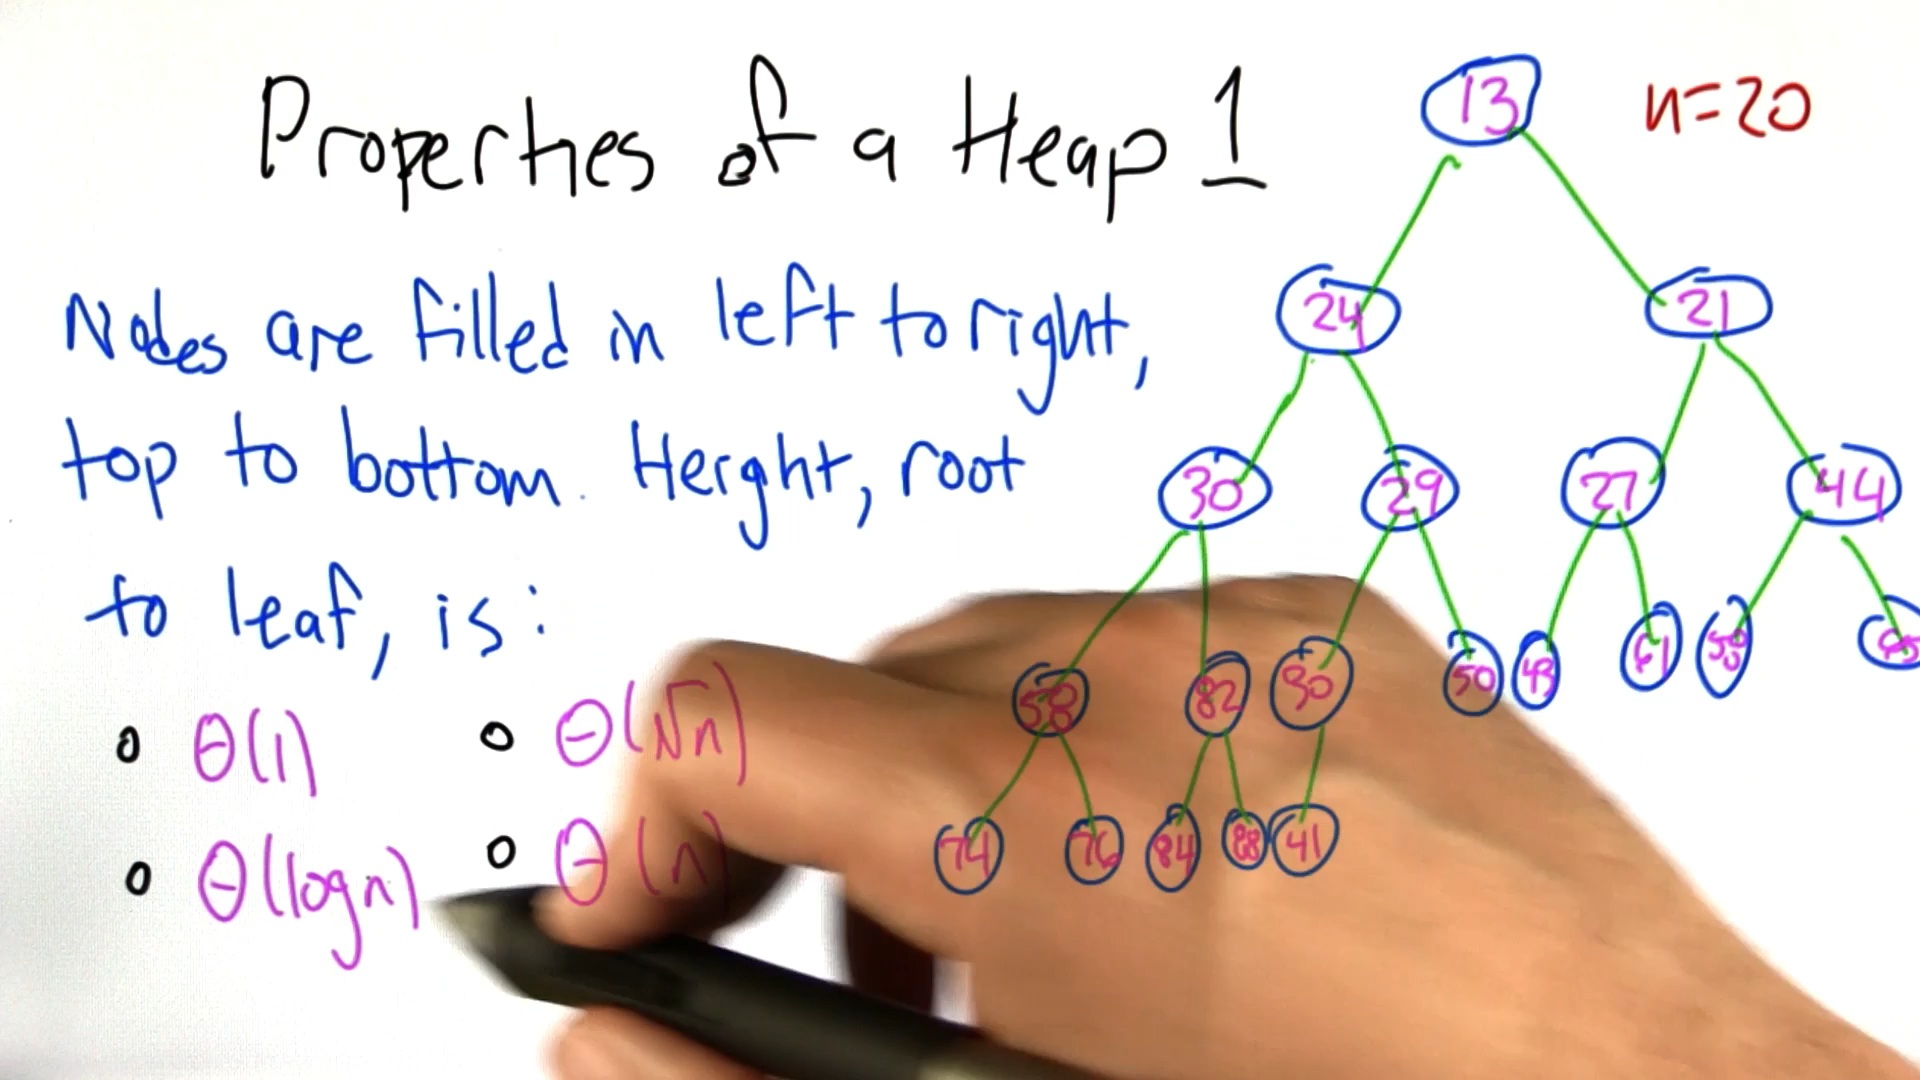 Properties of a Heap 1
n=20
Nodes are filled in left to right,
top to bottom. Height, root
to leaf, is:
Θ(1)
Θ(√n)
Θ(log n)
Θ(n)
13
24 21
30 29 27 44
58 82 30 50 43 61 
74 76 84 88 41